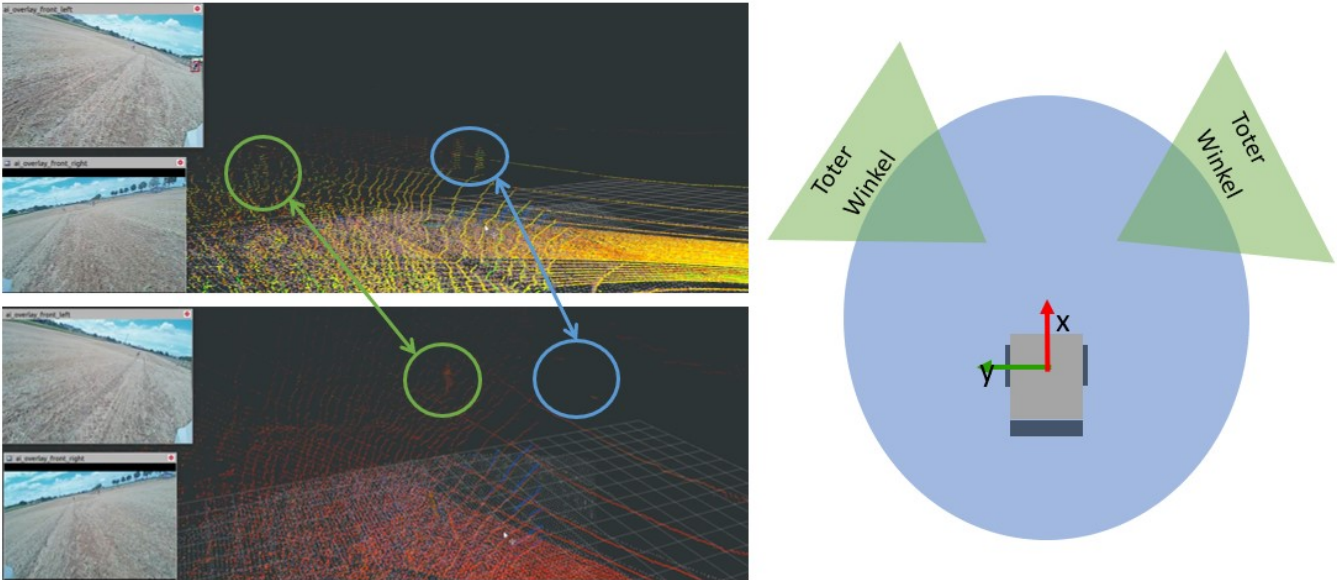 ai_overlay_front_left
ai_overlay_front_right
ai_overlay_front_left
ai_overlay_front_right
Toter
Winkel
Toter
Winkel
x
y